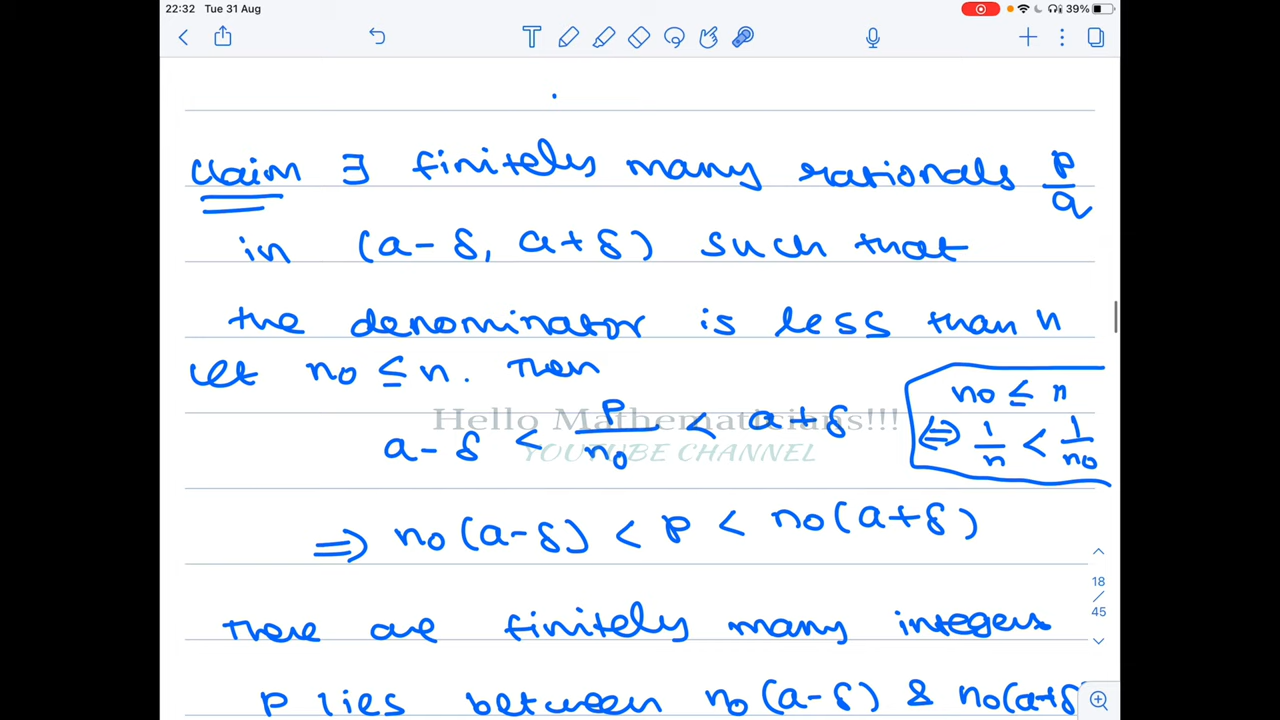 22:32 Tue 31 Aug
39%
T
Claim ∃ finitely many rationals p/q
in (a-δ, a+δ) such that
the denominator is less than n
Let n0 ≤ n. Then
n0 ≤ n
⇔ 1/n < 1/n0
Hello Mathematicians!!!
YOUTUBE CHANNEL
a-δ < p/n0 < a+δ
⇒ n0(a-δ) < p < n0(a+δ)
18
/
45
There are finitely many integers
p lies between n0(a-δ) & n0(a+δ)